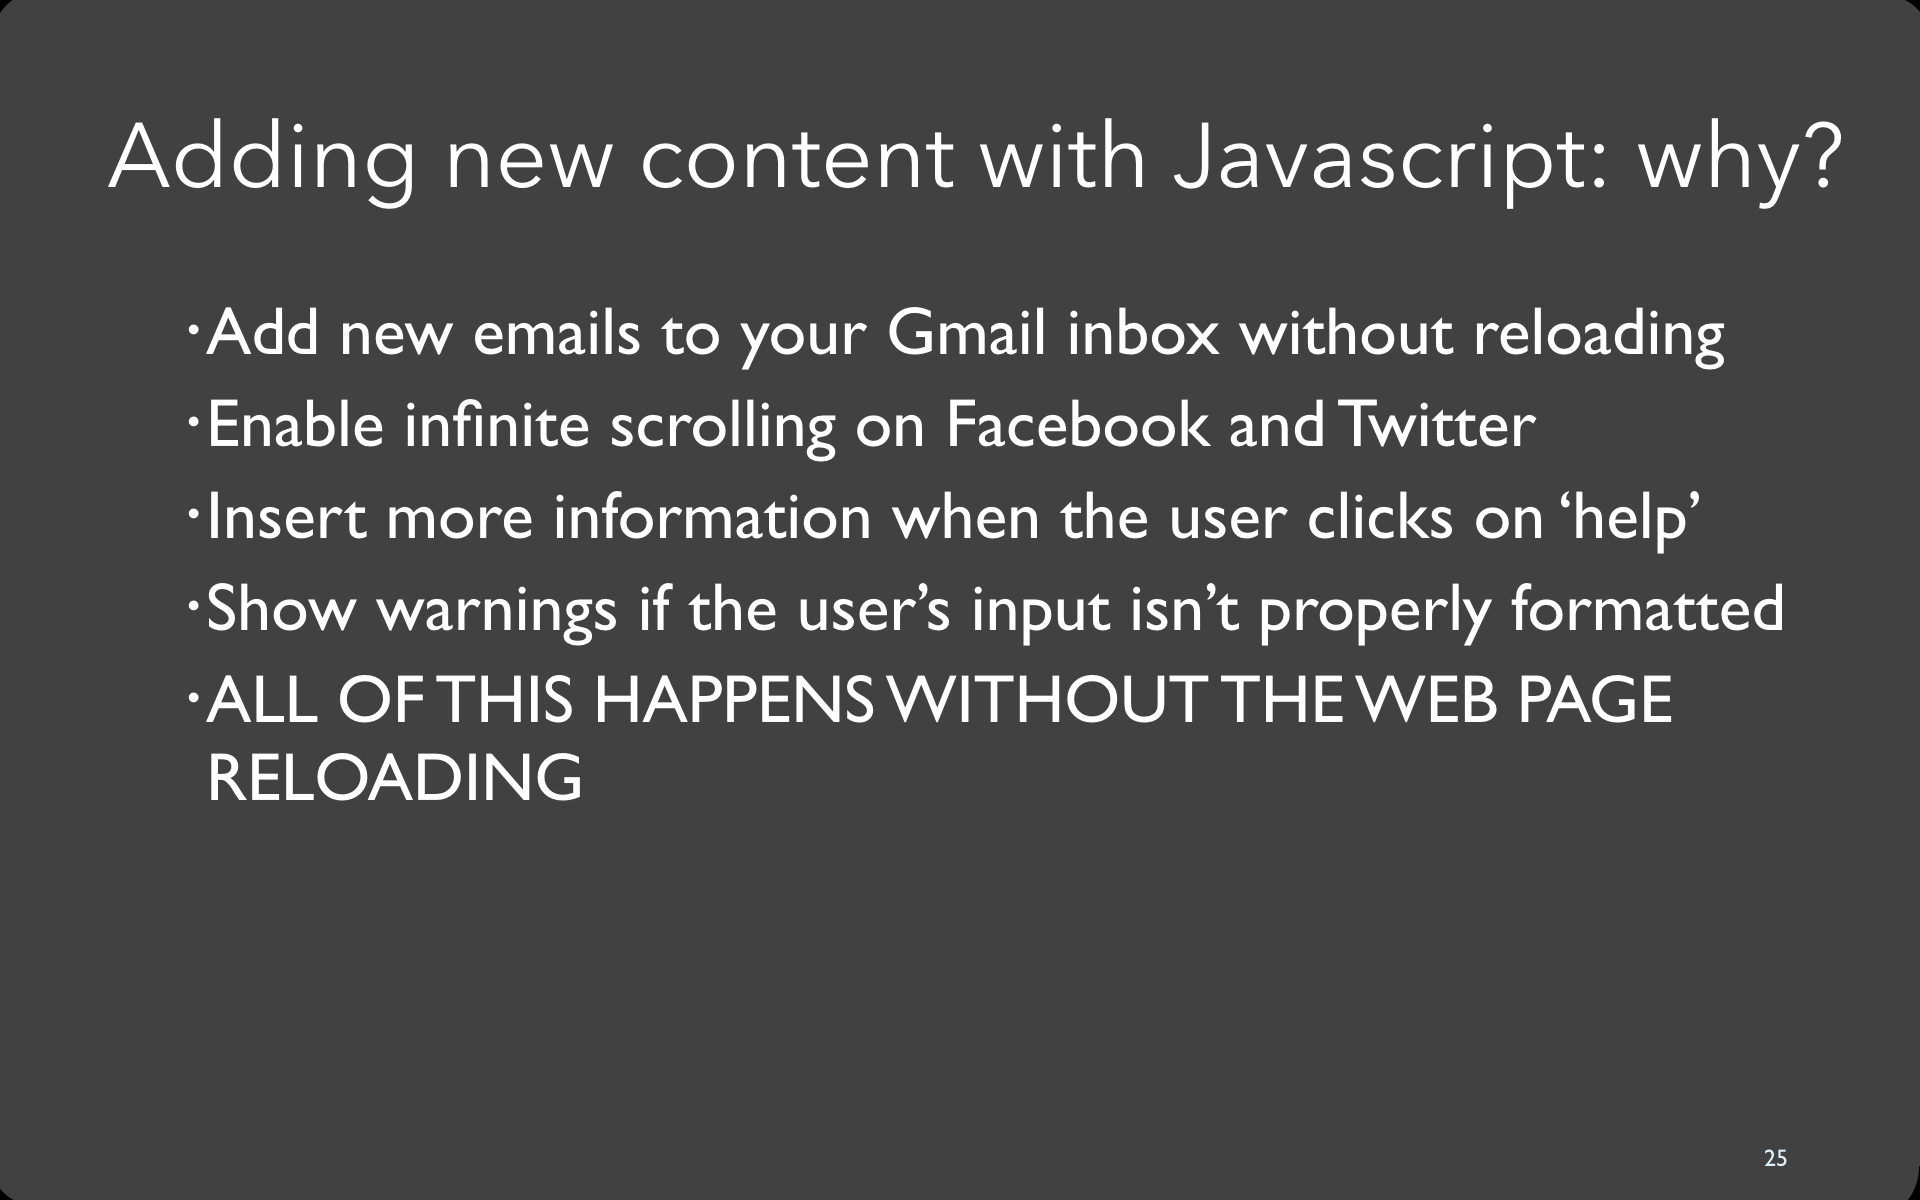 Adding new content with Javascript: why?
·Add new emails to your Gmail inbox without reloading
·Enable infinite scrolling on Facebook and Twitter
·Insert more information when the user clicks on ‘help’
·Show warnings if the user’s input isn’t properly formatted
·ALL OF THIS HAPPENS WITHOUT THE WEB PAGE
RELOADING
25